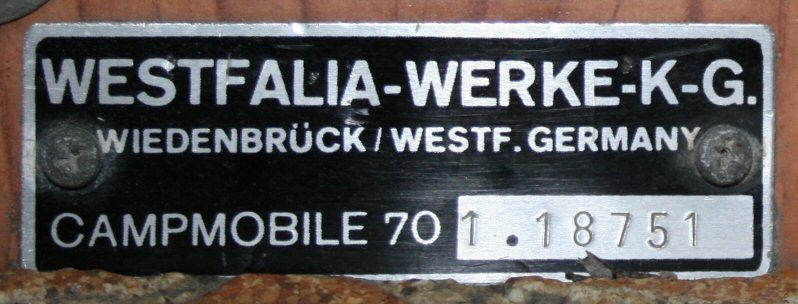 WESTFALIA-WERKE-K-G.
WIEDENBRÜCK/WESTF. GERMANY
CAMPMOBILE 70 1.18751